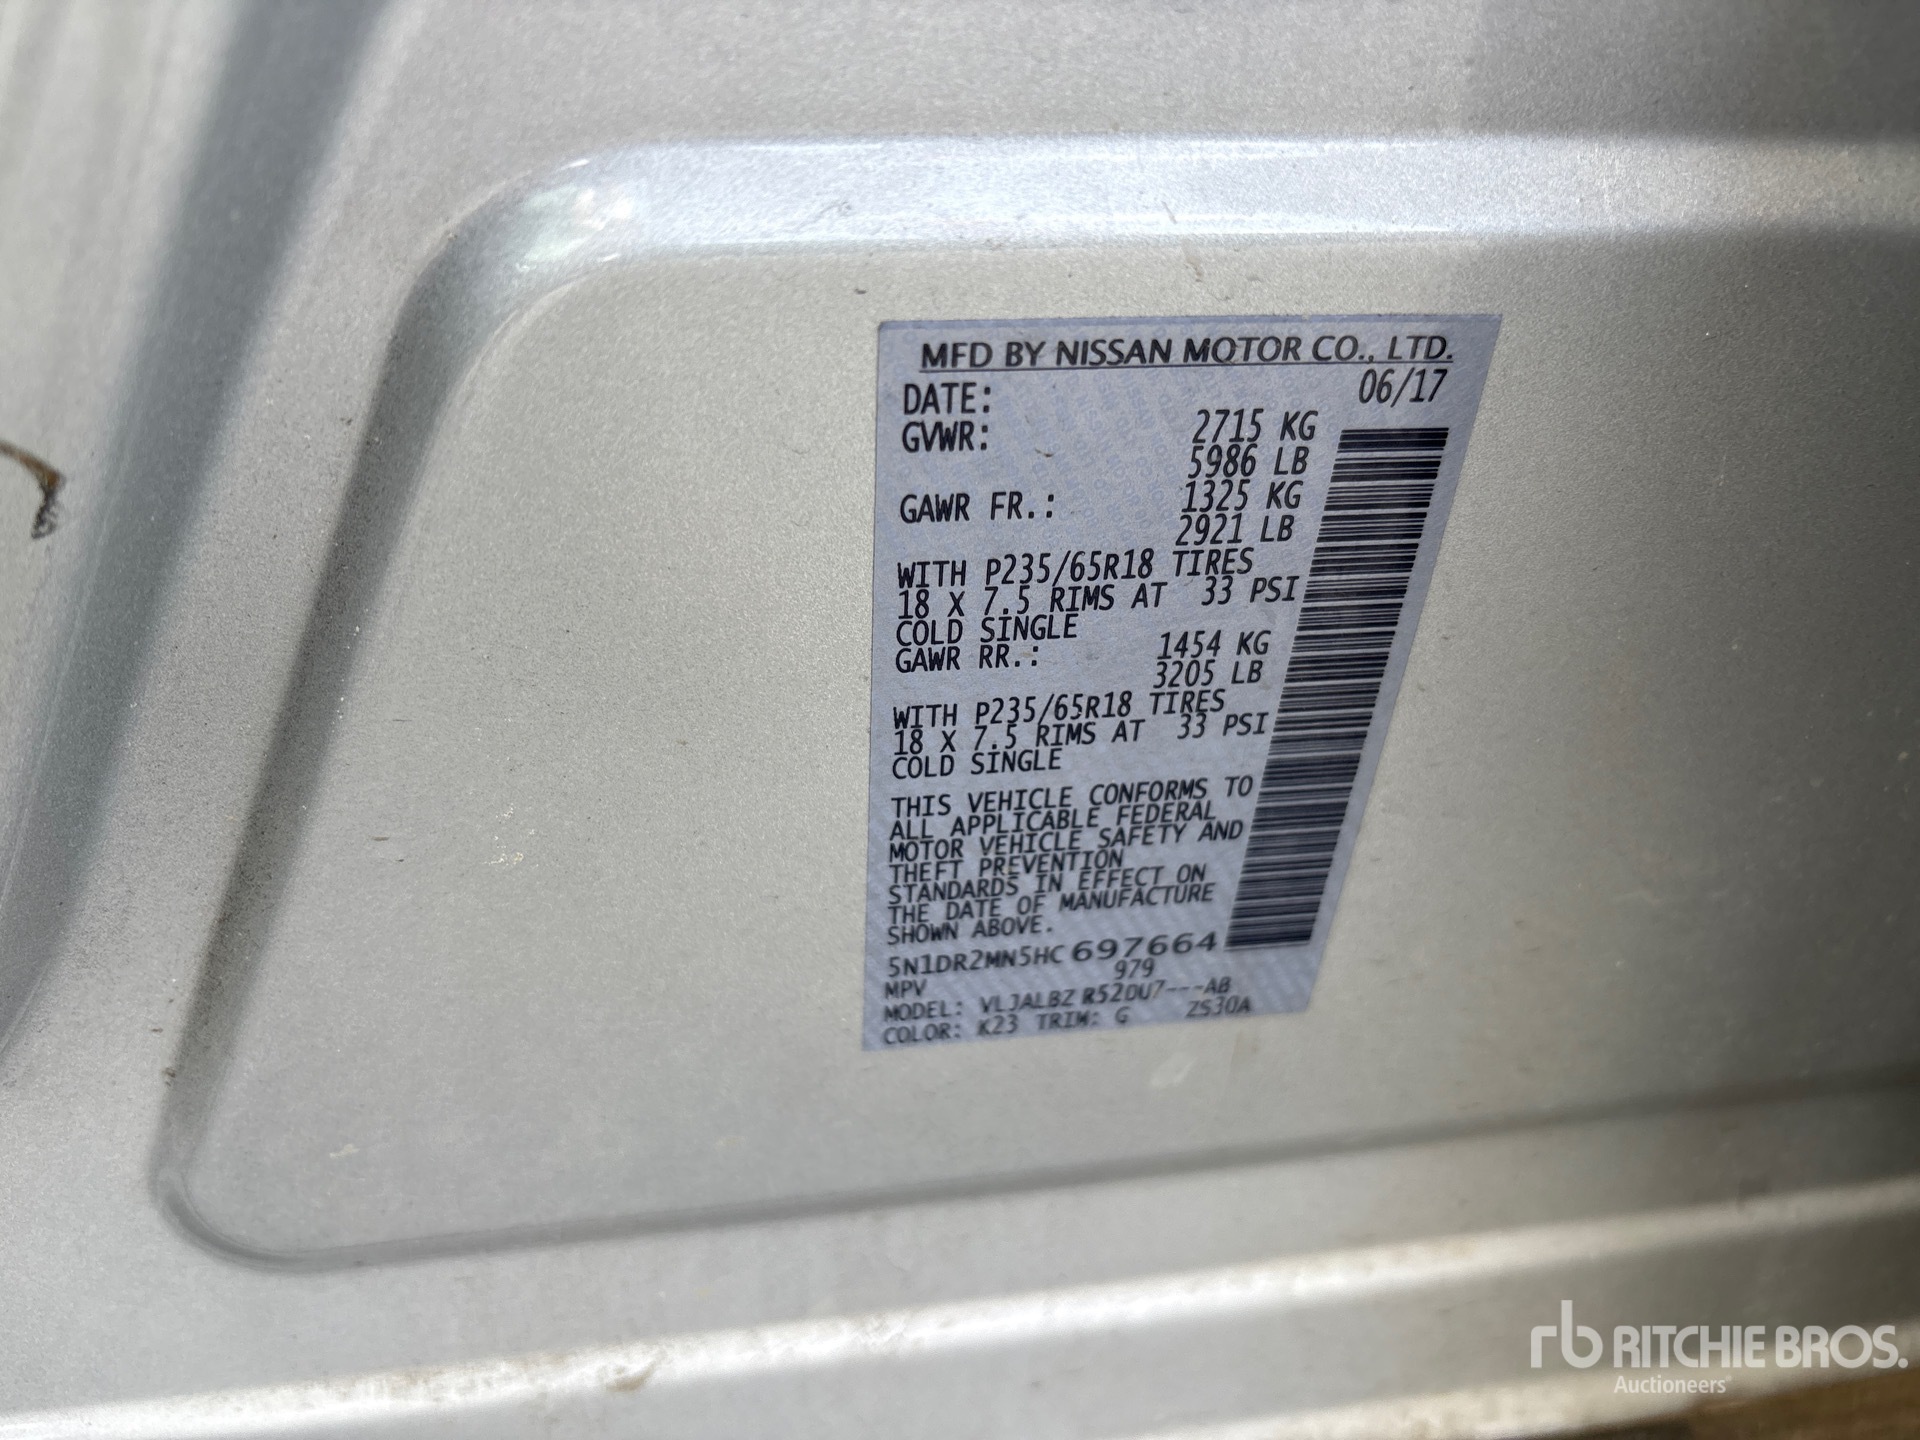 MFD BY NISSAN MOTOR CO., LTD.
DATE: 06/17
GVWR: 2715 KG
5986 LB
GAWR FR.: 1325 KG
2921 LB
WITH P235/65R18 TIRES
18 X 7.5 RIMS AT 33 PSI
COLD SINGLE
GAWR RR.: 1454 KG
3205 LB
WITH P235/65R18 TIRES
18 X 7.5 RIMS AT 33 PSI
COLD SINGLE
THIS VEHICLE CONFORMS TO
ALL APPLICABLE FEDERAL
MOTOR VEHICLE SAFETY AND
THEFT PREVENTION
STANDARDS IN EFFECT ON
THE DATE OF MANUFACTURE
SHOWN ABOVE.
5N1DR2MN5HC697664
MPV 979
MODEL: VLJALBZ R520U7---AB
COLOR: K23 TRIM: G ZS30A
rb RITCHIE BROS.
Auctioneers